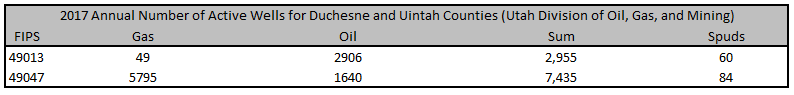 2017 Annual Number of Active Wells for Duchesne and Uintah Counties (Utah Division of Oil, Gas, and Mining)
FIPS Gas Oil Sum Spuds
49013 49 2906 2,955 60
49047 5795 1640 7,435 84